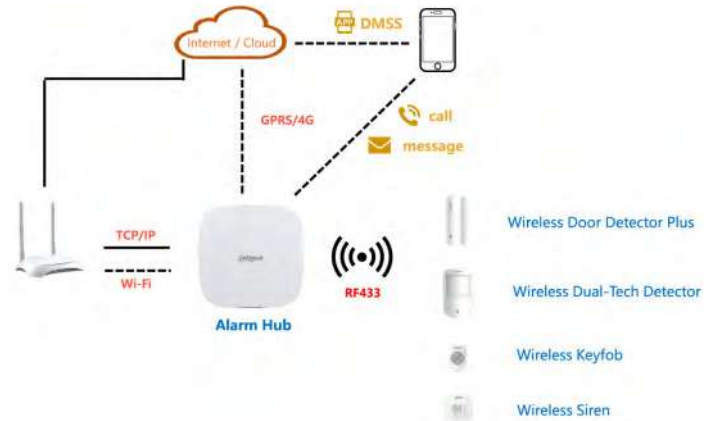 APP DMSS
Internet / Cloud
GPRS/4G
call
message
TCP/IP
Wi-Fi
RF433
Alarm Hub
Wireless Door Detector Plus
Wireless Dual-Tech Detector
Wireless Keyfob
Wireless Siren